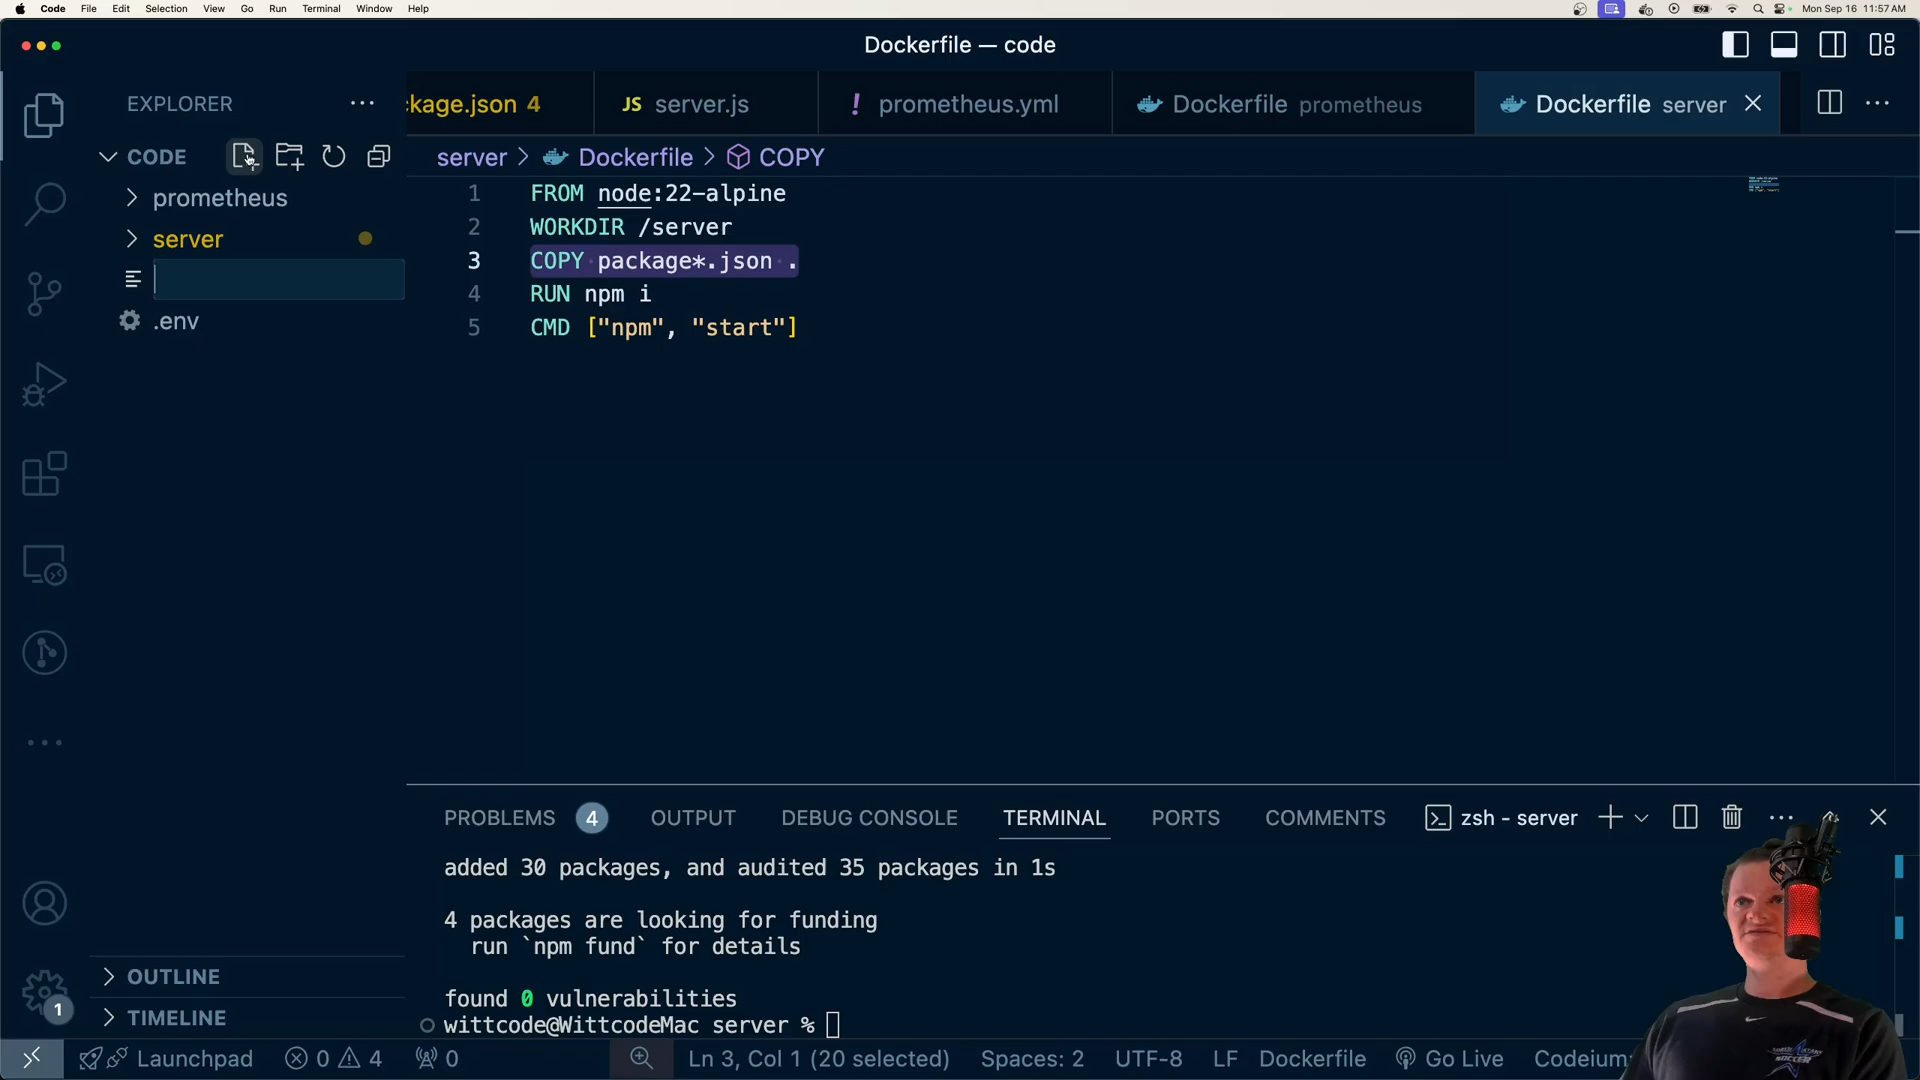 Code File Edit Selection View Go Run Terminal Window Help
Mon Sep 16 11:57 AM
Dockerfile — code
EXPLORER
ckage.json 4
JS server.js
! prometheus.yml
Dockerfile prometheus
Dockerfile server
CODE
server > Dockerfile > COPY
prometheus
server
.env
1 FROM node:22-alpine
2 WORKDIR /server
3 COPY package*.json .
4 RUN npm i
5 CMD ["npm", "start"]
PROBLEMS 4 OUTPUT DEBUG CONSOLE TERMINAL PORTS COMMENTS zsh - server
added 30 packages, and audited 35 packages in 1s
4 packages are looking for funding
run `npm fund` for details
found 0 vulnerabilities
wittcode@WittcodeMac server %
OUTLINE
1
TIMELINE
Launchpad 0 4 0 Ln 3, Col 1 (20 selected) Spaces: 2 UTF-8 LF Dockerfile Go Live Codeium: